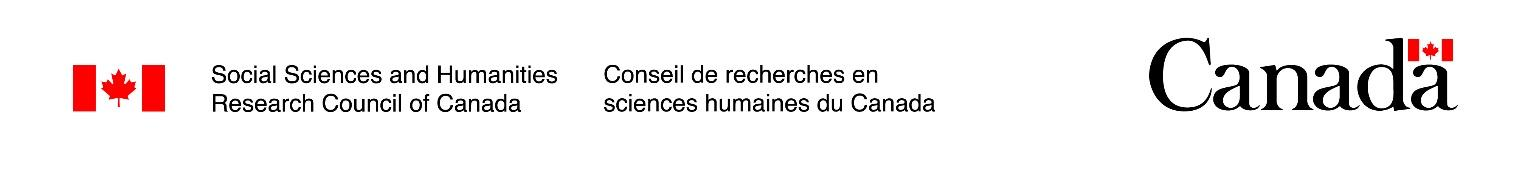 Social Sciences and Humanities
Research Council of Canada
Conseil de recherches en
sciences humaines du Canada
Canada